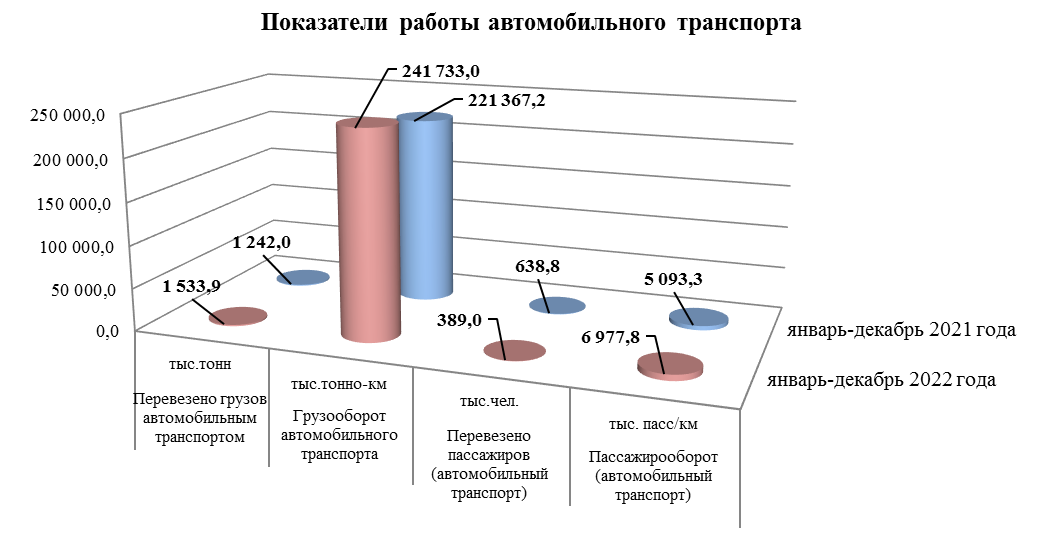 Показатели работы автомобильного транспорта
250 000,0
200 000,0
150 000,0
100 000,0
50 000,0
0,0
241 733,0
221 367,2
1 242,0
1 533,9
638,8
389,0
5 093,3
6 977,8
январь-декабрь 2021 года
январь-декабрь 2022 года
тыс.тонн
Перевезено грузов
автомобильным
транспортом
тыс.тонно-км
Грузооборот
автомобильного
транспорта
тыс.чел.
Перевезено
пассажиров
(автомобильный
транспорт)
тыс. пасс/км
Пассажирооборот
(автомобильный
транспорт)